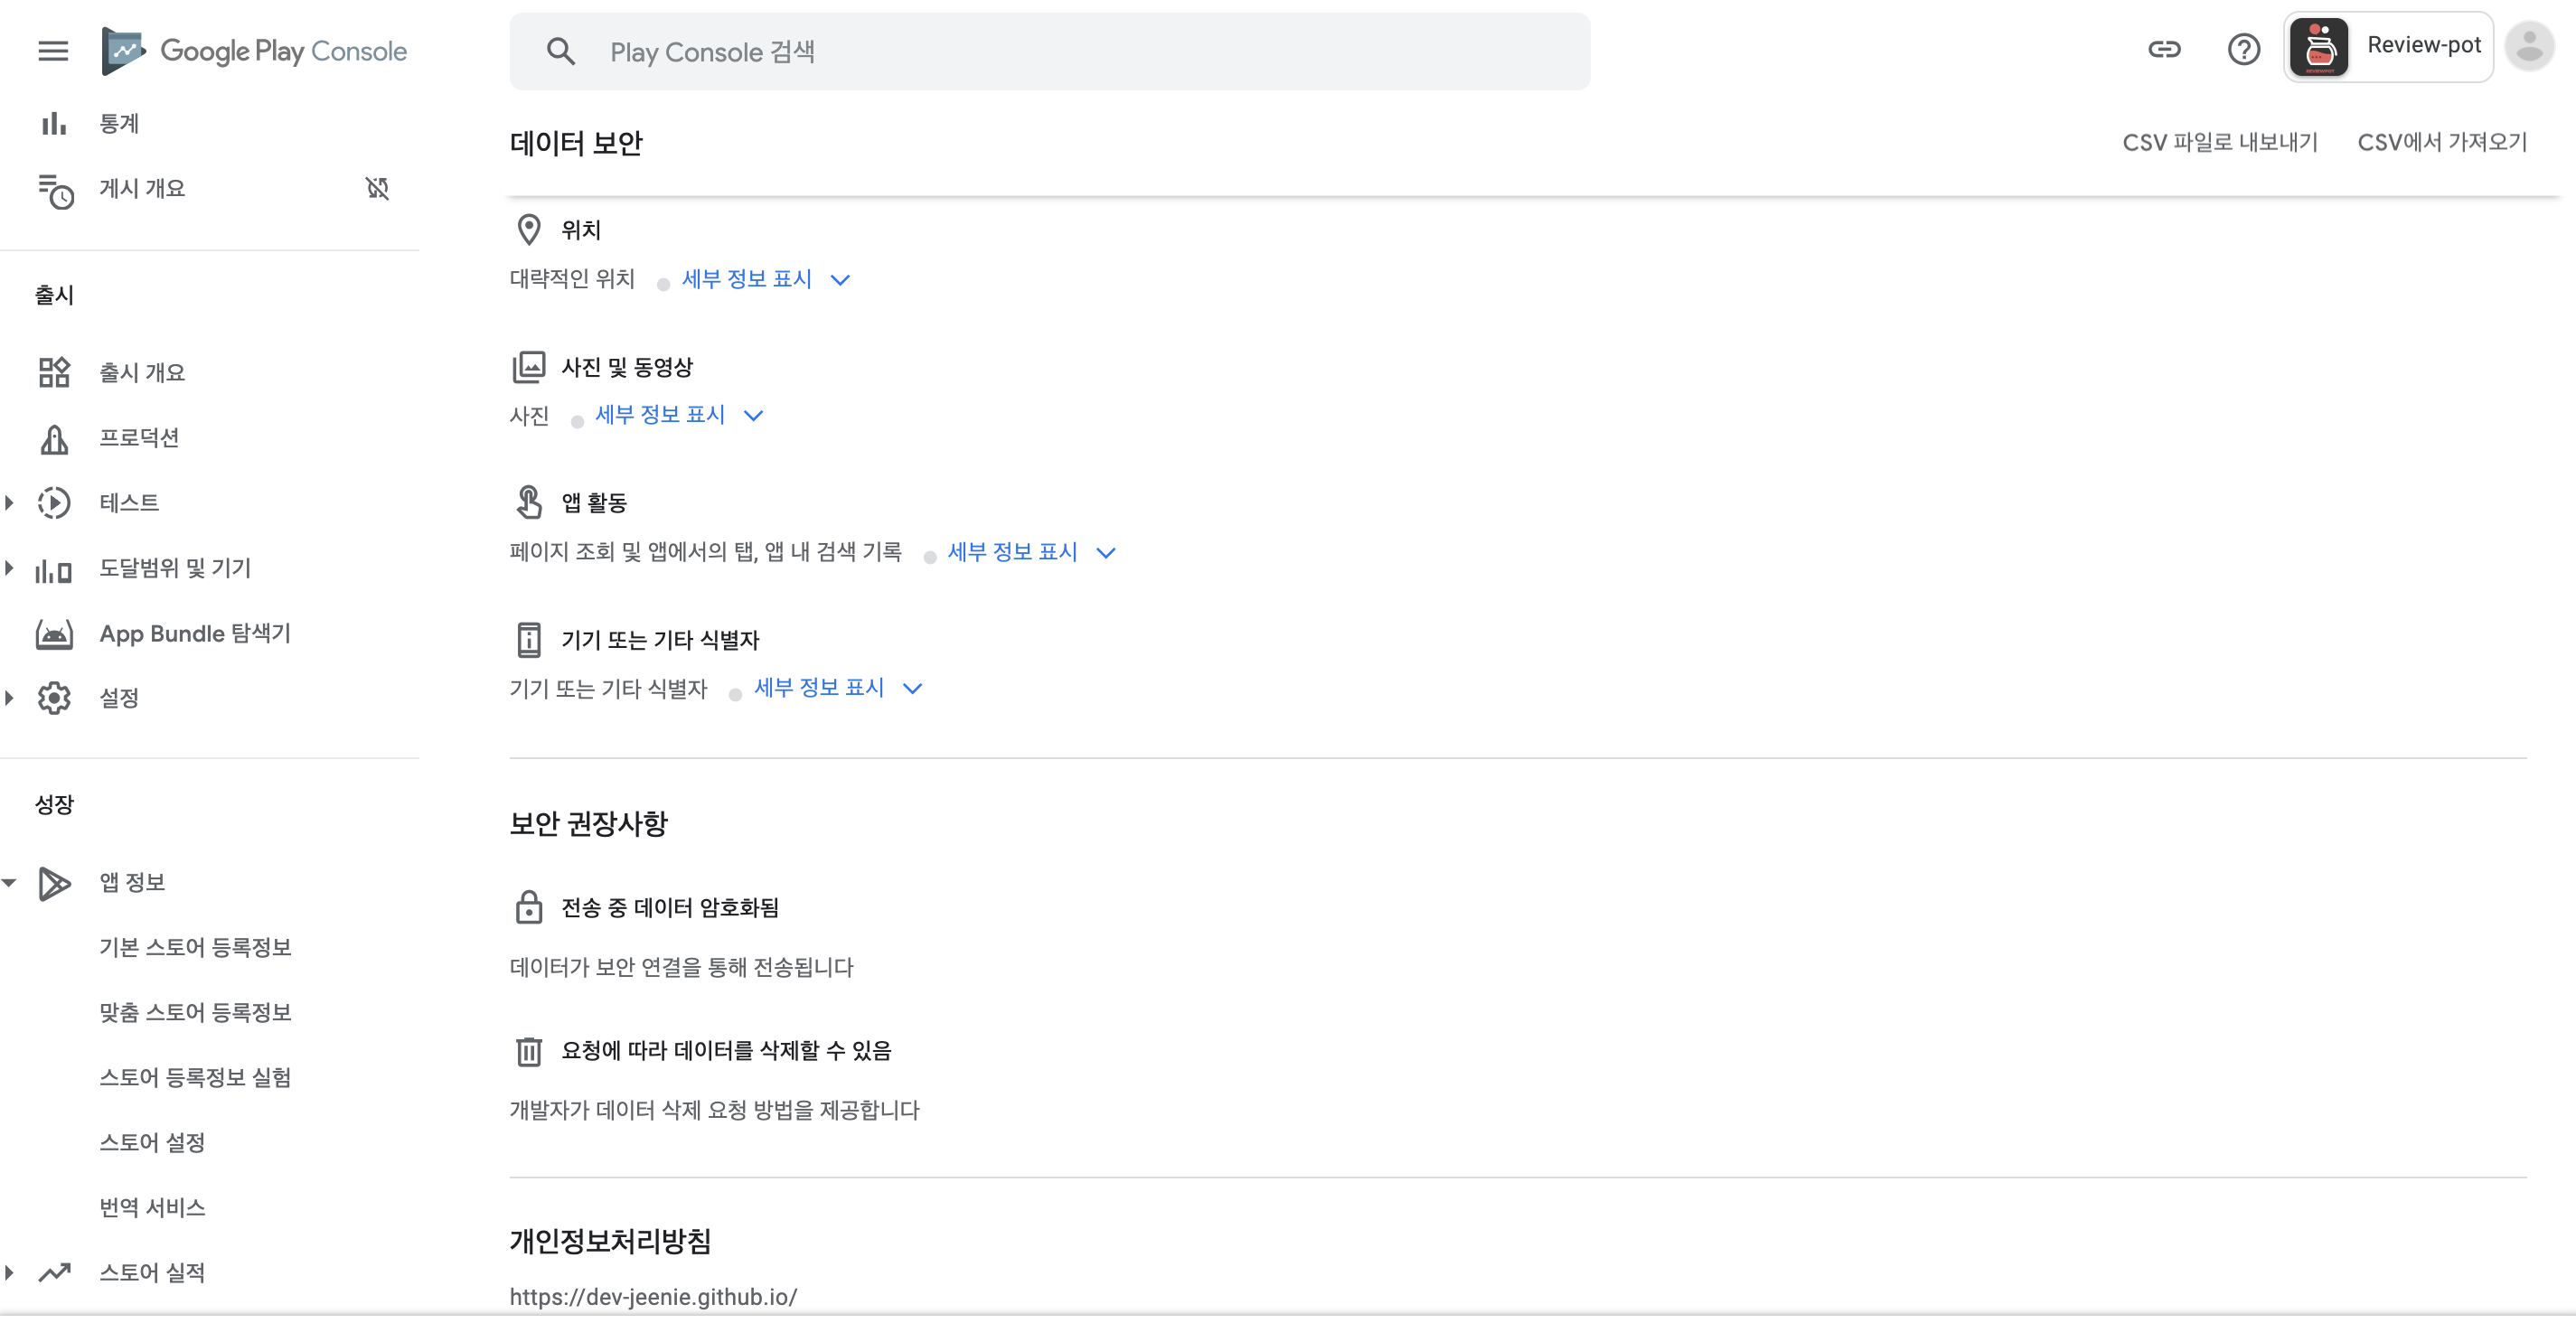 Google Play Console
Play Console 검색
Review-pot
REVIEWPOT
통계
게시 개요
출시
출시 개요
프로덕션
테스트
도달범위 및 기기
App Bundle 탐색기
설정
성장
앱 정보
기본 스토어 등록정보
맞춤 스토어 등록정보
스토어 등록정보 실험
스토어 설정
번역 서비스
스토어 실적
데이터 보안
CSV 파일로 내보내기
CSV에서 가져오기
위치
대략적인 위치 세부 정보 표시
사진 및 동영상
사진 세부 정보 표시
앱 활동
페이지 조회 및 앱에서의 탭, 앱 내 검색 기록 세부 정보 표시
기기 또는 기타 식별자
기기 또는 기타 식별자 세부 정보 표시
보안 권장사항
전송 중 데이터 암호화됨
데이터가 보안 연결을 통해 전송됩니다
요청에 따라 데이터를 삭제할 수 있음
개발자가 데이터 삭제 요청 방법을 제공합니다
개인정보처리방침
https://dev-jeenie.github.io/